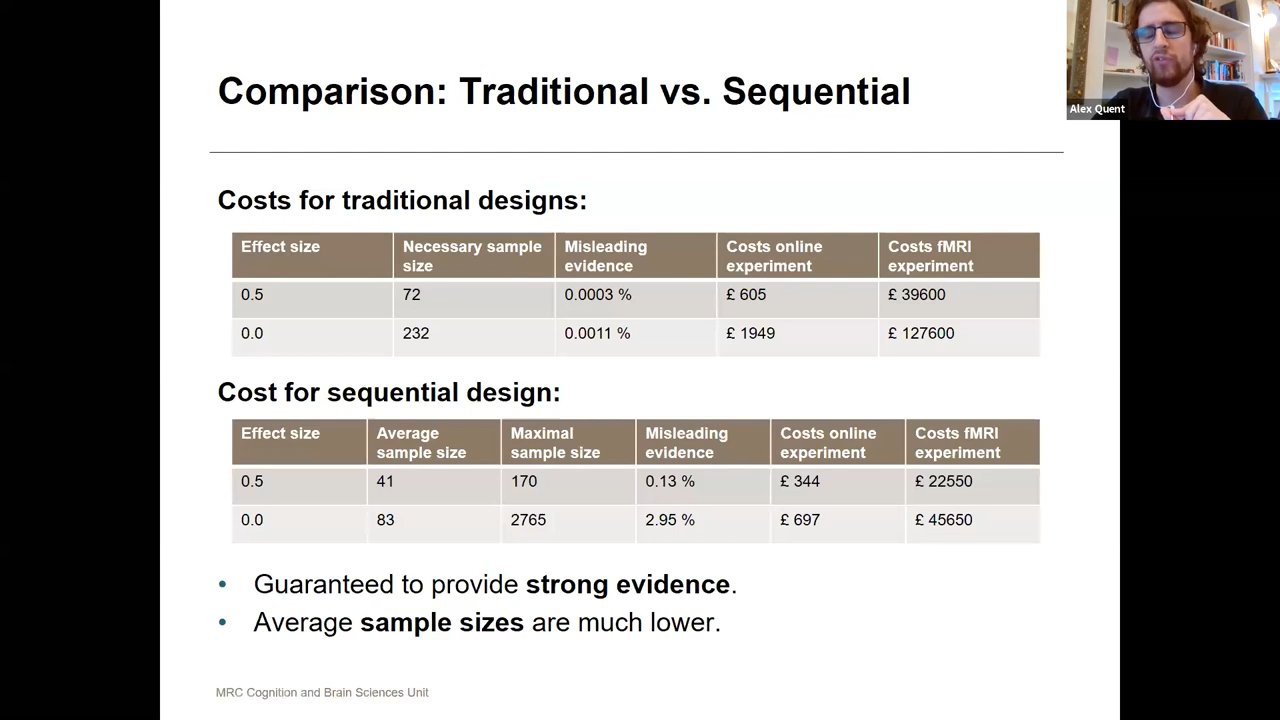 Comparison: Traditional vs. Sequential
Alex Quent
Costs for traditional designs:
Effect size Necessary sample size Misleading evidence Costs online experiment Costs fMRI experiment
0.5 72 0.0003 % £ 605 £ 39600
0.0 232 0.0011 % £ 1949 £ 127600
Cost for sequential design:
Effect size Average sample size Maximal sample size Misleading evidence Costs online experiment Costs fMRI experiment
0.5 41 170 0.13 % £ 344 £ 22550
0.0 83 2765 2.95 % £ 697 £ 45650
• Guaranteed to provide strong evidence.
• Average sample sizes are much lower.
MRC Cognition and Brain Sciences Unit